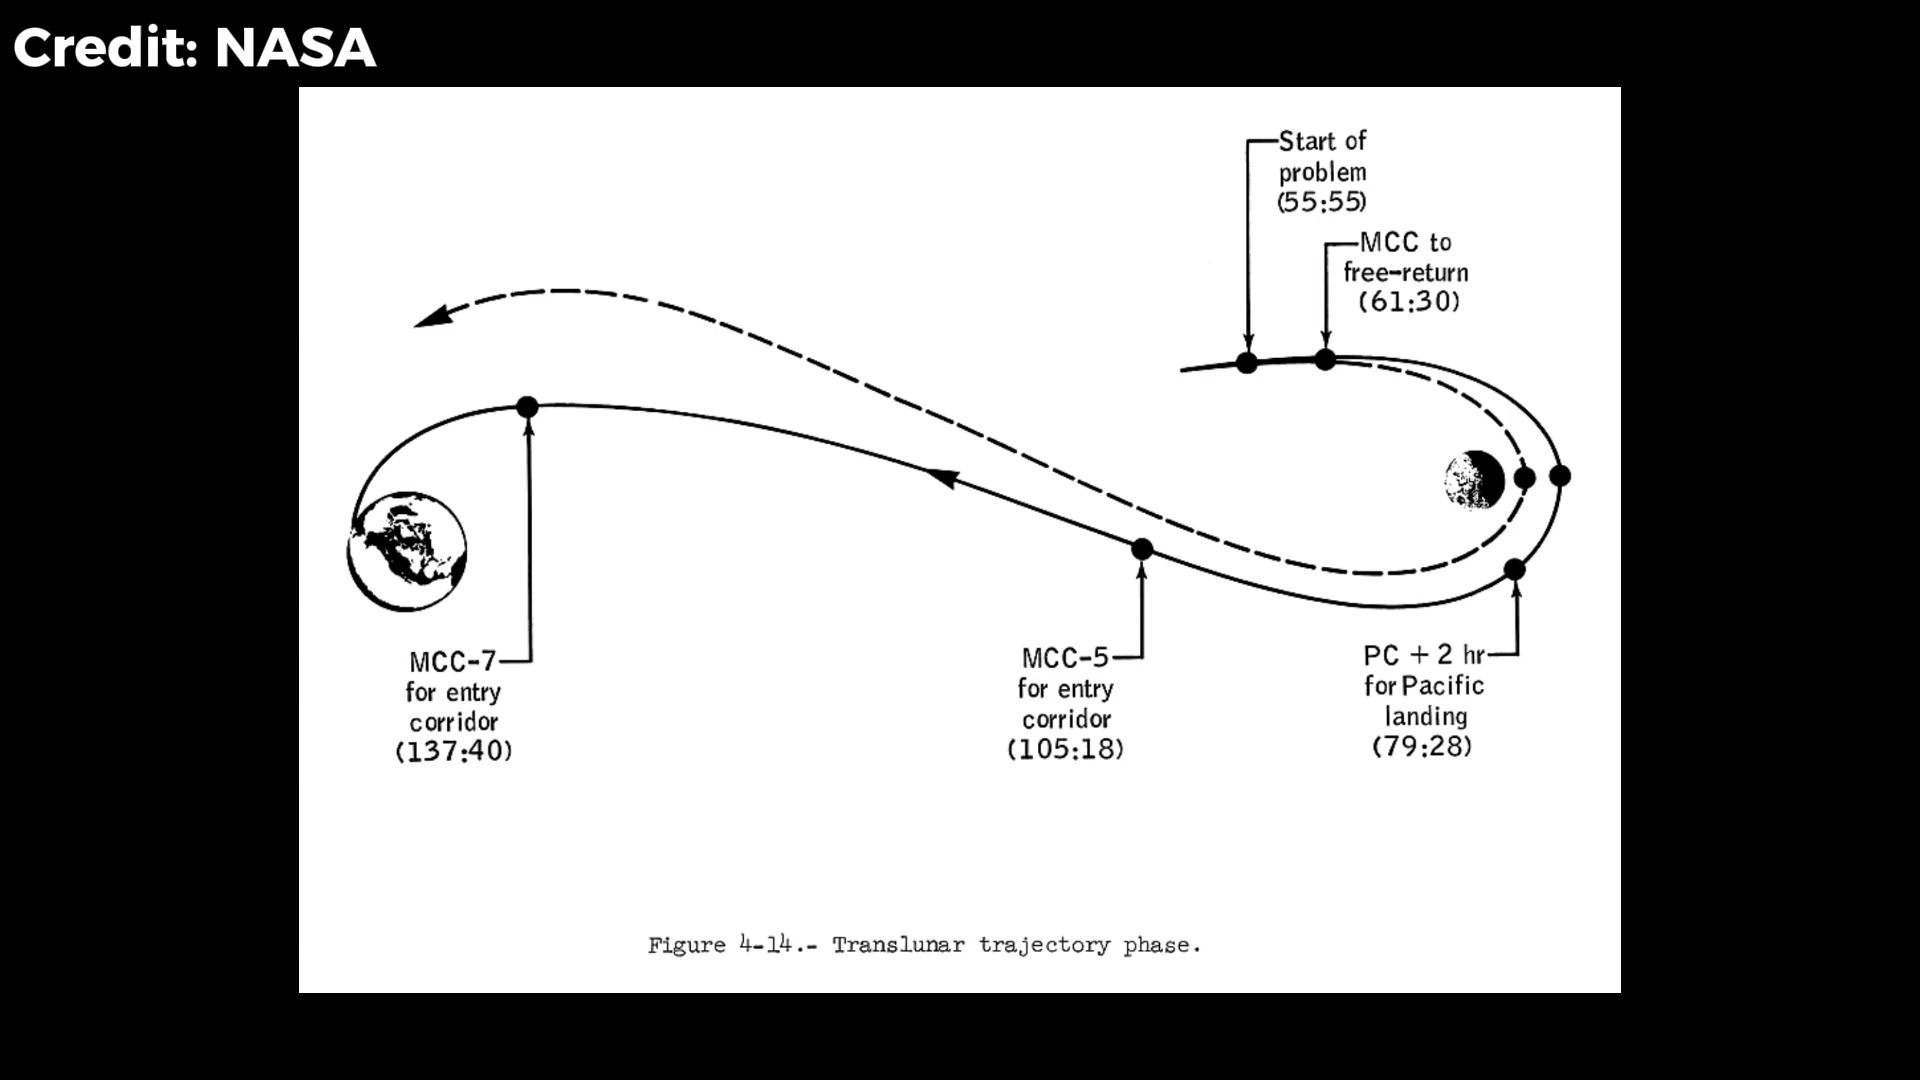 Credit: NASA
Start of
problem
(55:55)
MCC to
free-return
(61:30)
MCC-7
for entry
corridor
(137:40)
MCC-5
for entry
corridor
(105:18)
PC + 2 hr
for Pacific
landing
(79:28)
Figure 4-14.- Translunar trajectory phase.